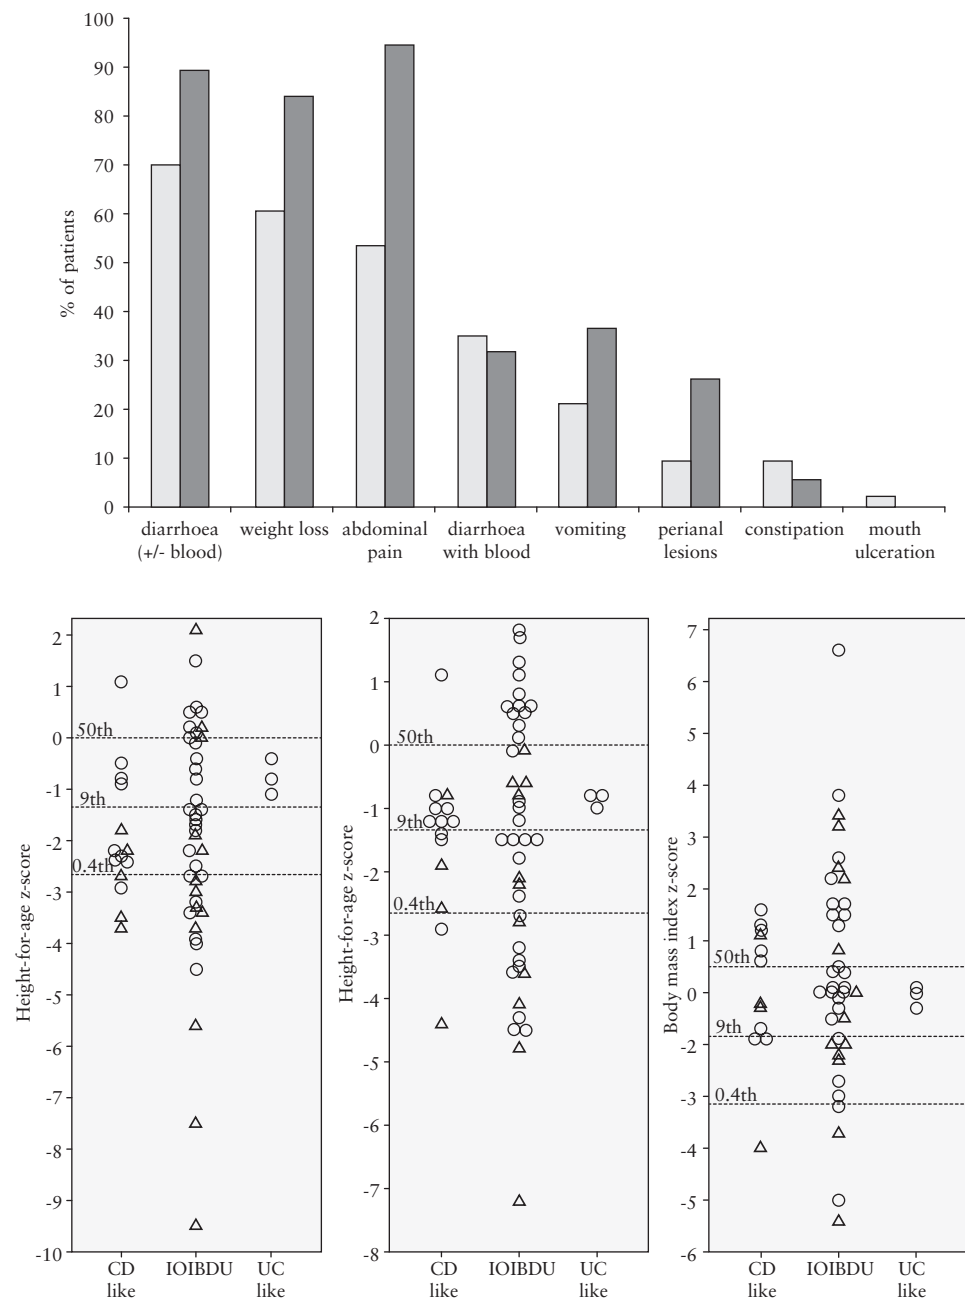 100
90
80
70
60
50
40
30
20
10
0
% of patients
diarrhoea
(+/- blood)
weight loss
abdominal
pain
diarrhoea
with blood
vomiting
perianal
lesions
constipation
mouth
ulceration
2
1
0
-1
-2
-3
-4
-5
-6
-7
-8
-9
-10
Height-for-age z-score
50th
9th
0.4th
CD
like
IOIBDU
UC
like
2
1
0
-1
-2
-3
-4
-5
-6
-7
-8
Height-for-age z-score
50th
9th
0.4th
CD
like
IOIBDU
UC
like
7
6
5
4
3
2
1
0
-2
-3
-4
-5
-6
Body mass index z-score
50th
9th
0.4th
CD
like
IOIBDU
UC
like